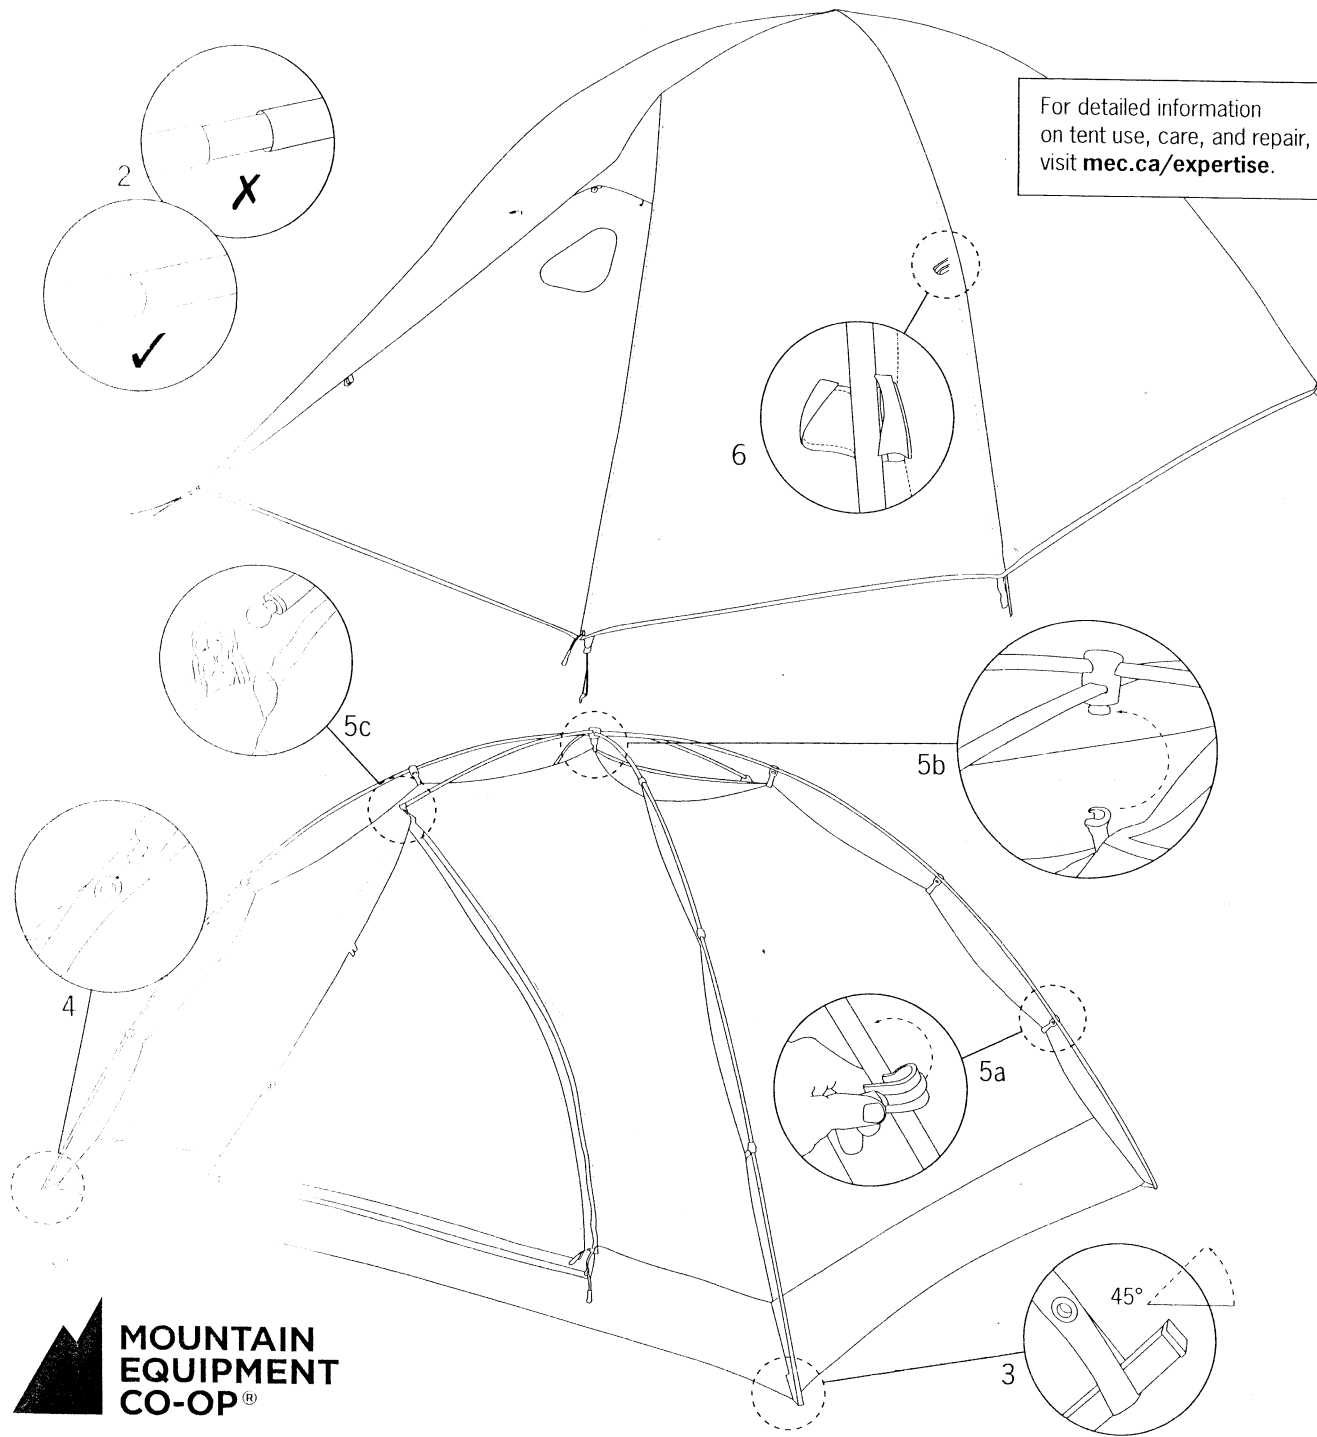 For detailed information
on tent use, care, and repair,
visit mec.ca/expertise.
2
✗
✓
6
5c
5b
4
5a
45°
3
MOUNTAIN
EQUIPMENT
CO-OP®